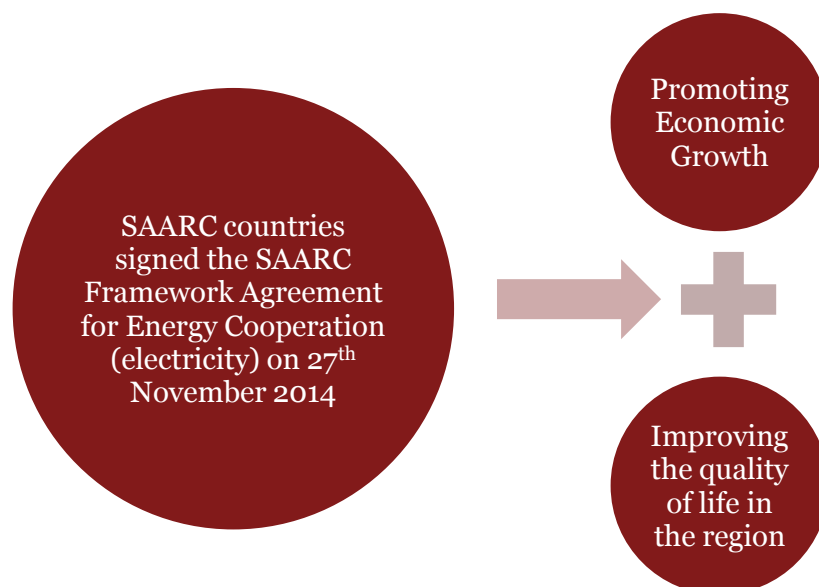 SAARC countries
signed the SAARC
Framework Agreement
for Energy Cooperation
(electricity) on 27th
November 2014
Promoting
Economic
Growth
Improving
the quality
of life in
the region